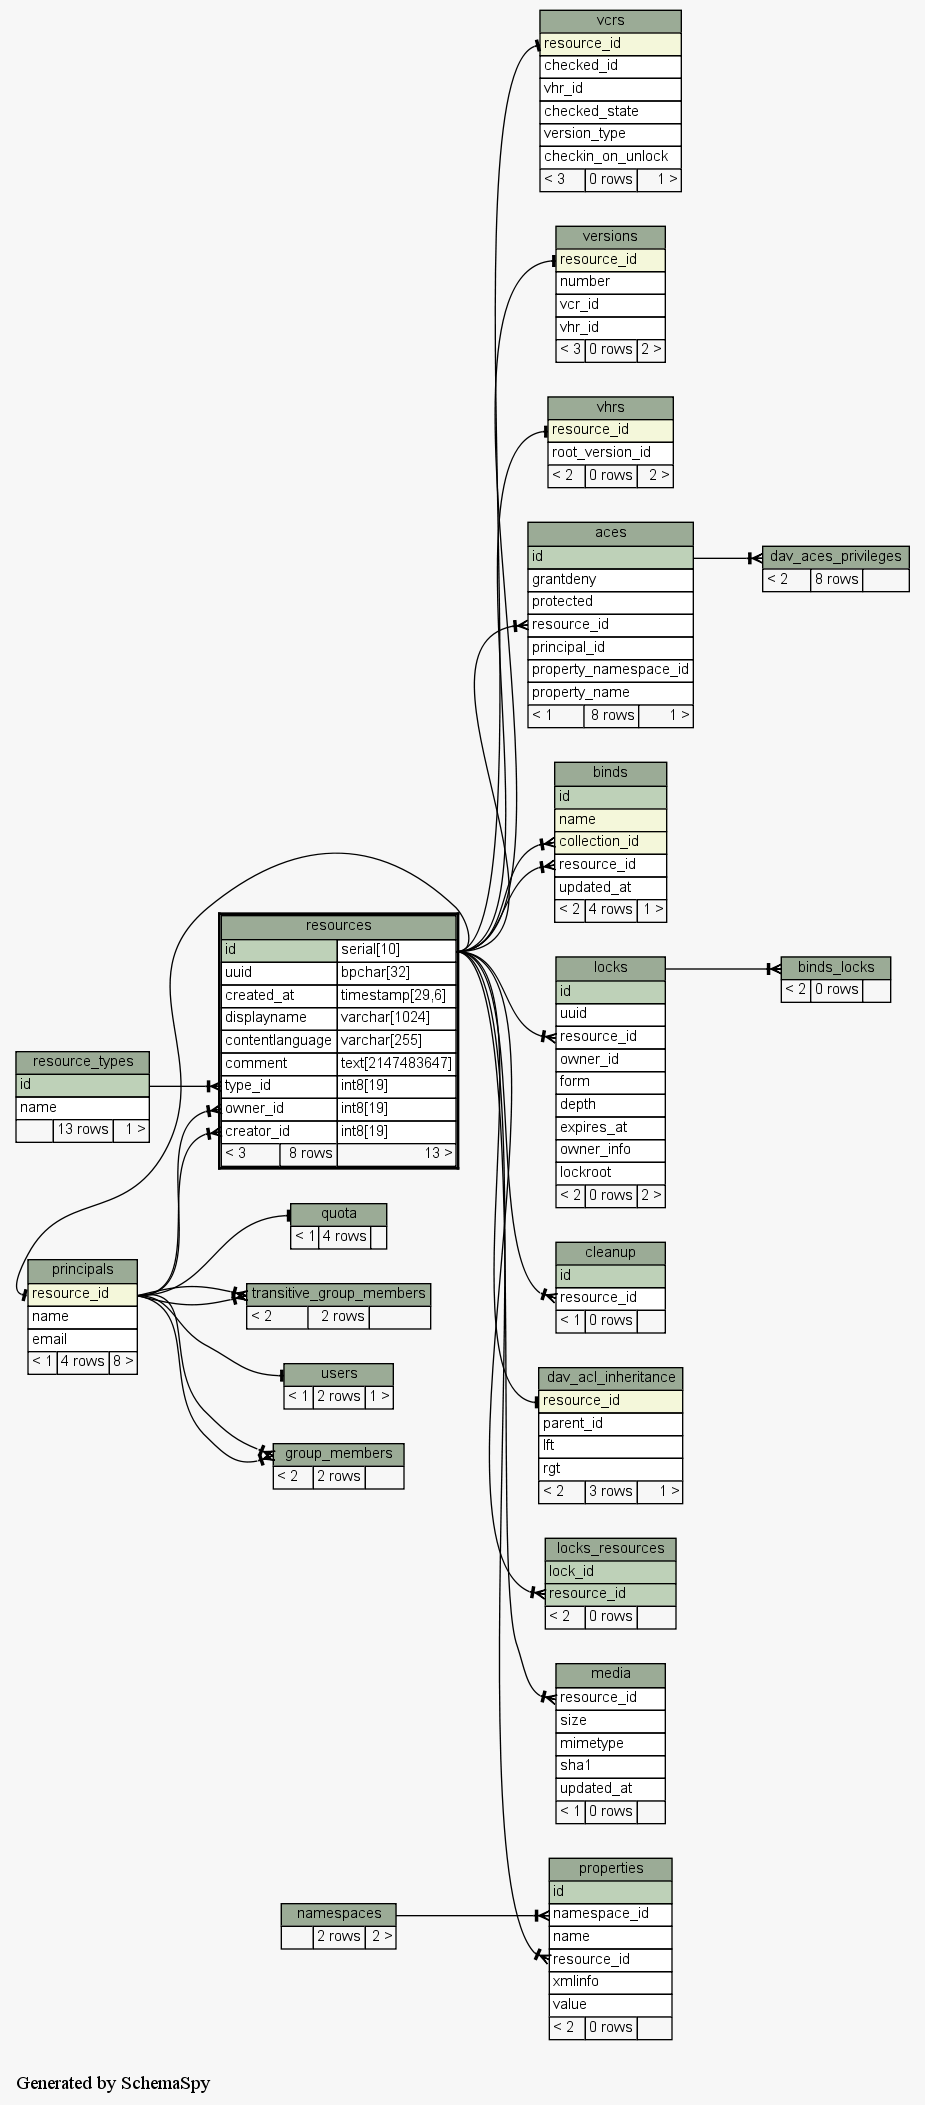 vcrs
resource_id
checked_id
vhr_id
checked_state
version_type
checkin_on_unlock
< 3 0 rows 1 >
versions
resource_id
number
vcr_id
vhr_id
< 3 0 rows 2 >
vhrs
resource_id
root_version_id
< 2 0 rows 2 >
aces
id
grantdeny
protected
resource_id
principal_id
property_namespace_id
property_name
< 1 8 rows 1 >
dav_aces_privileges
< 2 8 rows
binds
id
name
collection_id
resource_id
updated_at
< 2 4 rows 1 >
resources
id serial[10]
uuid bpchar[32]
created_at timestamp[29,6]
displayname varchar[1024]
contentlanguage varchar[255]
comment text[2147483647]
type_id int8[19]
owner_id int8[19]
creator_id int8[19]
< 3 8 rows 13 >
locks
id
uuid
resource_id
owner_id
form
depth
expires_at
owner_info
lockroot
< 2 0 rows 2 >
binds_locks
< 2 0 rows
resource_types
id
name
13 rows 1 >
quota
< 1 4 rows
principals
resource_id
name
email
< 1 4 rows 8 >
transitive_group_members
< 2 2 rows
users
< 1 2 rows 1 >
group_members
< 2 2 rows
cleanup
id
resource_id
< 1 0 rows
dav_acl_inheritance
resource_id
parent_id
lft
rgt
< 2 3 rows 1 >
locks_resources
lock_id
resource_id
< 2 0 rows
media
resource_id
size
mimetype
sha1
updated_at
< 1 0 rows
properties
id
namespace_id
name
resource_id
xmlinfo
value
< 2 0 rows
namespaces
2 rows 2 >
Generated by SchemaSpy